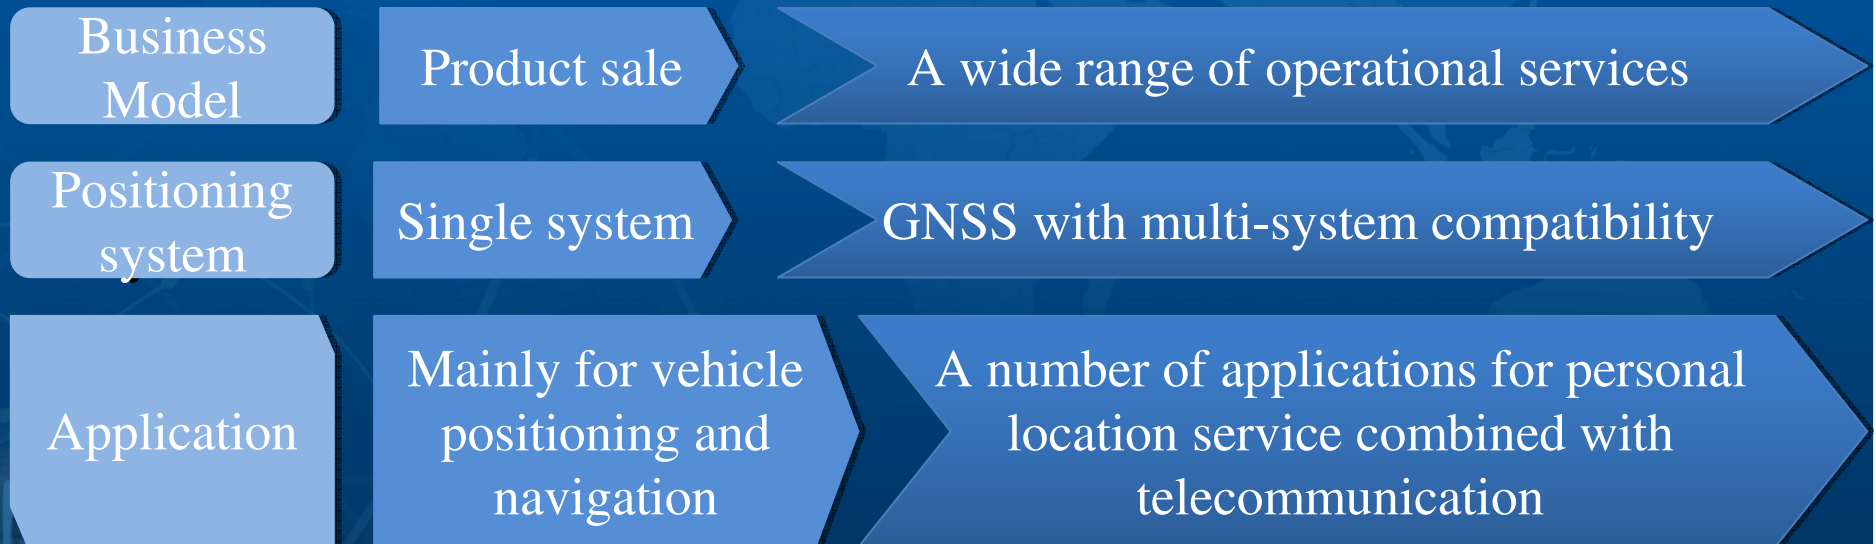 Business
Model
Product sale
A wide range of operational services
Positioning
system
Single system
GNSS with multi-system compatibility
Application
Mainly for vehicle
positioning and
navigation
A number of applications for personal
location service combined with
telecommunication